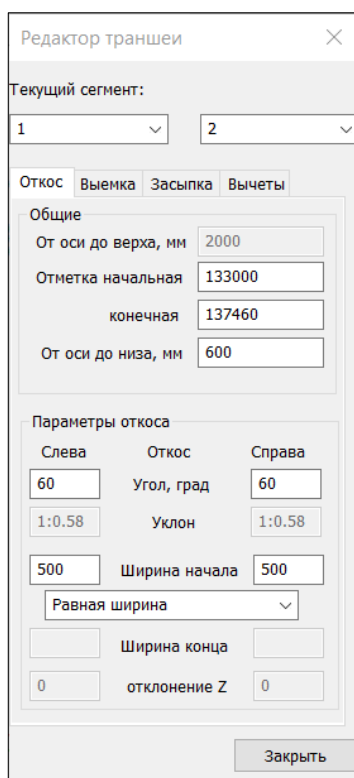 Редактор траншеи
Текущий сегмент:
1 2
Откос Выемка Засыпка Вычеты
Общие
От оси до верха, мм 2000
Отметка начальная 133000
конечная 137460
От оси до низа, мм 600
Параметры откоса
Слева Откос Справа
60 Угол, град 60
1:0.58 Уклон 1:0.58
500 Ширина начала 500
Равная ширина
Ширина конца
0 отклонение Z 0
Закрыть